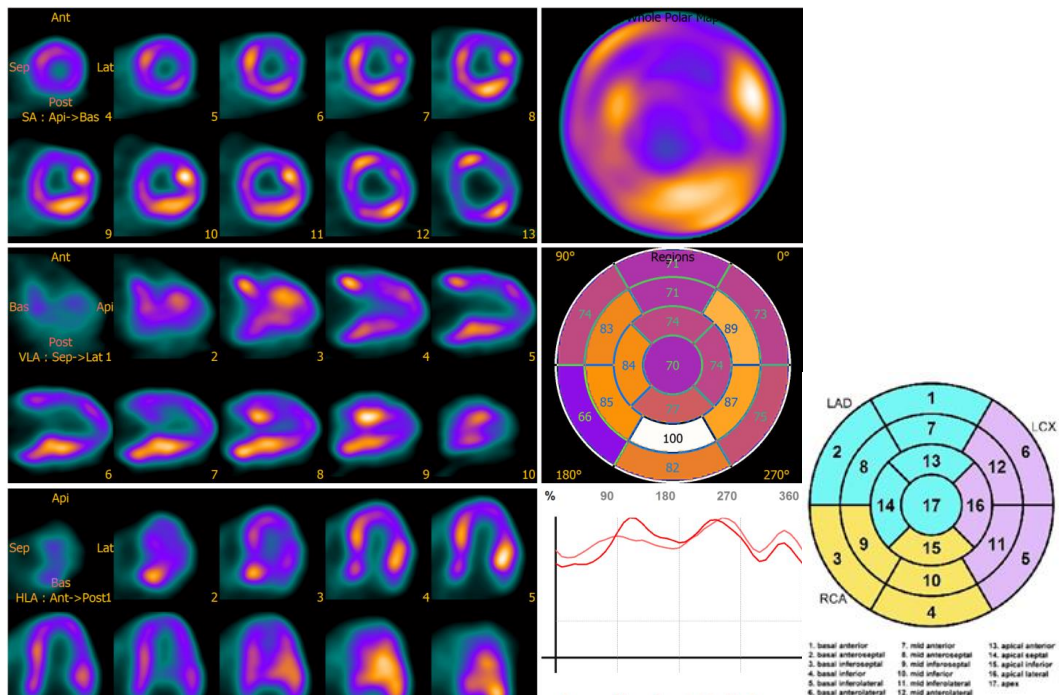 Ant
Sep
Lat
Post
SA : Api->Bas 4
5
6
7
8
9
10
11
12
13
Whole Polar Map
Ant
Bas
Api
Post
VLA : Sep->Lat 1
2
3
4
5
6
7
8
9
10
90°
Regions
0°
71
74
71
73
83
74
89
84
70
74
85
87
66
75
100
82
180°
270°
Api
Sep
Lat
Bas
HLA : Ant->Post 1
2
3
4
5
%
90
180
270
360
LAD
LCX
RCA
1
2
7
6
8
13
12
14
17
16
9
15
11
3
10
5
4
1. basal anterior
2. basal anteroseptal
3. basal inferoseptal
4. basal inferior
5. basal inferolateral
6. basal anterolateral
7. mid anterior
8. mid anteroseptal
9. mid inferoseptal
10. mid inferior
11. mid inferolateral
12. mid anterolateral
13. apical anterior
14. apical septal
15. apical inferior
16. apical lateral
17. apex